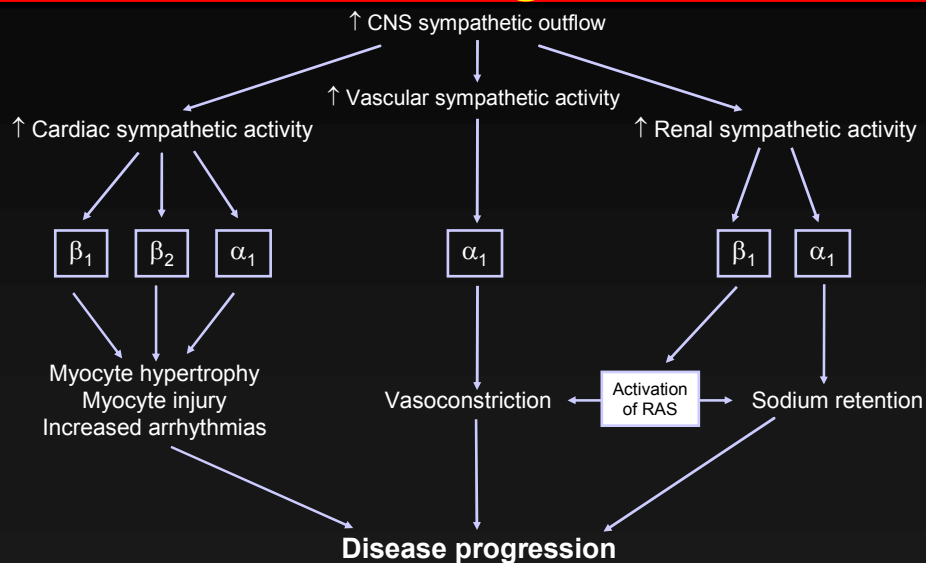 ↑ CNS sympathetic outflow
↑ Vascular sympathetic activity
↑ Cardiac sympathetic activity
↑ Renal sympathetic activity
β1
β2
α1
α1
β1
α1
Myocyte hypertrophy
Myocyte injury
Increased arrhythmias
Vasoconstriction
Activation
of RAS
Sodium retention
Disease progression